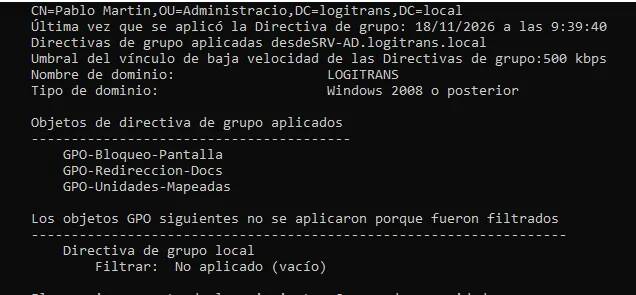 CN=Pablo Martin,OU=Administracio,DC=logitrans,DC=local
Última vez que se aplicó la Directiva de grupo: 18/11/2026 a las 9:39:40
Directivas de grupo aplicadas desdeSRV-AD.logitrans.local
Umbral del vínculo de baja velocidad de las Directivas de grupo:500 kbps
Nombre de dominio: LOGITRANS
Tipo de dominio: Windows 2008 o posterior
Objetos de directiva de grupo aplicados
----------------------------------------
GPO-Bloqueo-Pantalla
GPO-Redireccion-Docs
GPO-Unidades-Mapeadas
Los objetos GPO siguientes no se aplicaron porque fueron filtrados
-------------------------------------------------------------------
Directiva de grupo local
Filtrar: No aplicado (vacío)